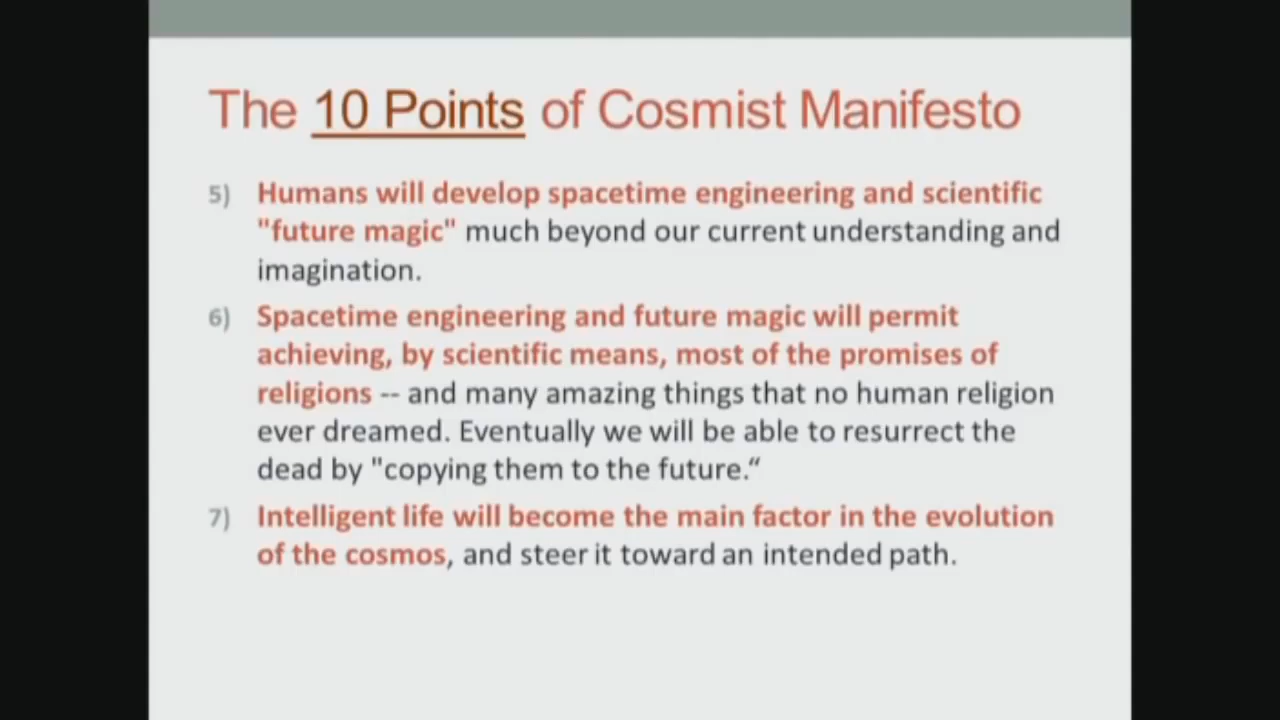 The 10 Points of Cosmist Manifesto
5) Humans will develop spacetime engineering and scientific
"future magic" much beyond our current understanding and
imagination.
6) Spacetime engineering and future magic will permit
achieving, by scientific means, most of the promises of
religions -- and many amazing things that no human religion
ever dreamed. Eventually we will be able to resurrect the
dead by "copying them to the future.“
7) Intelligent life will become the main factor in the evolution
of the cosmos, and steer it toward an intended path.